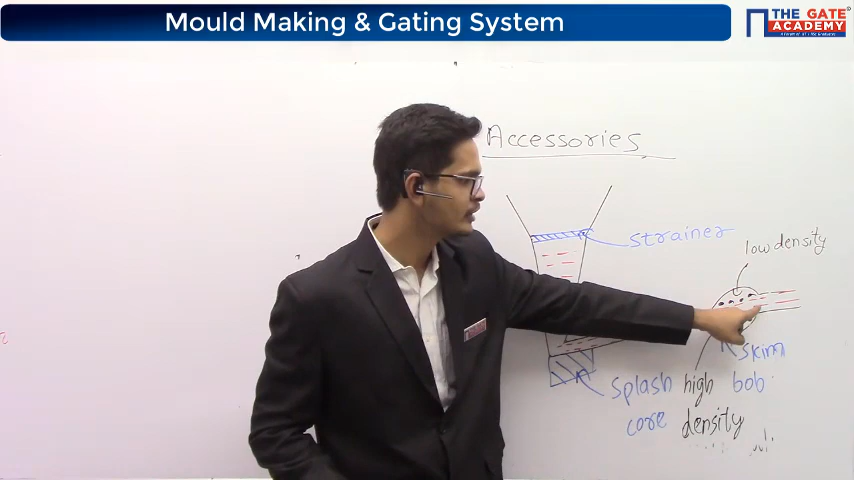 Mould Making & Gating System
THE GATE
ACADEMY
Accessories
strainer
low density
skim
bob
splash
core
high
density